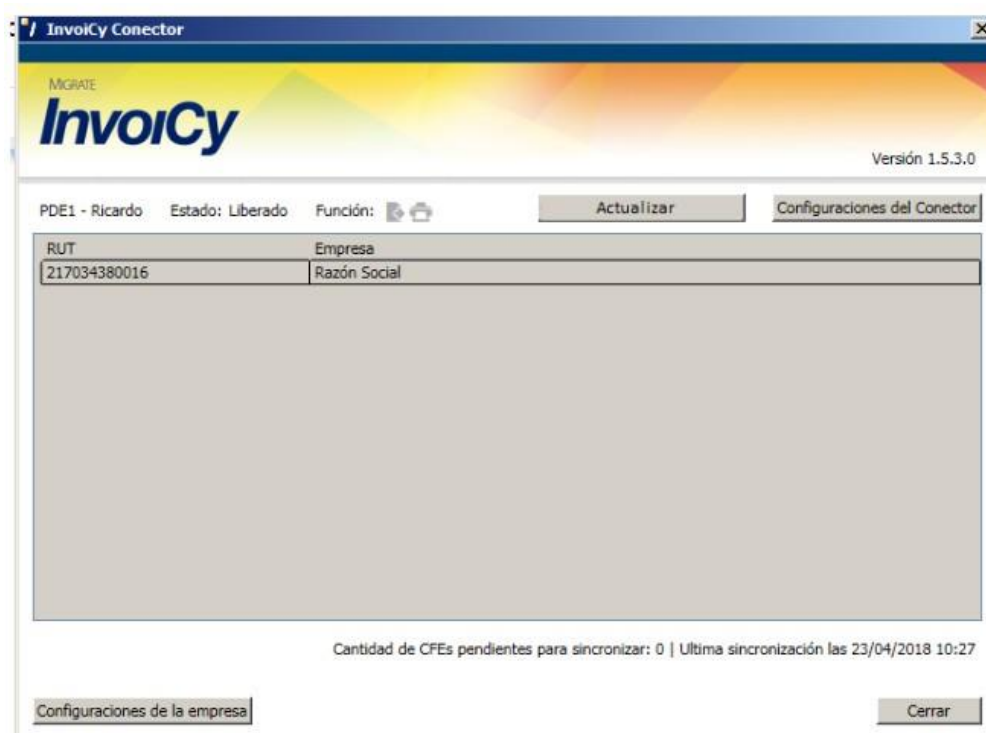 InvoiCy Conector
MIGRATE
InvoiCy
Versión 1.5.3.0
PDE1 - Ricardo Estado: Liberado Función: Actualizar Configuraciones del Conector
RUT Empresa
217034380016 Razón Social
Cantidad de CFEs pendientes para sincronizar: 0 | Ultima sincronización las 23/04/2018 10:27
Configuraciones de la empresa Cerrar